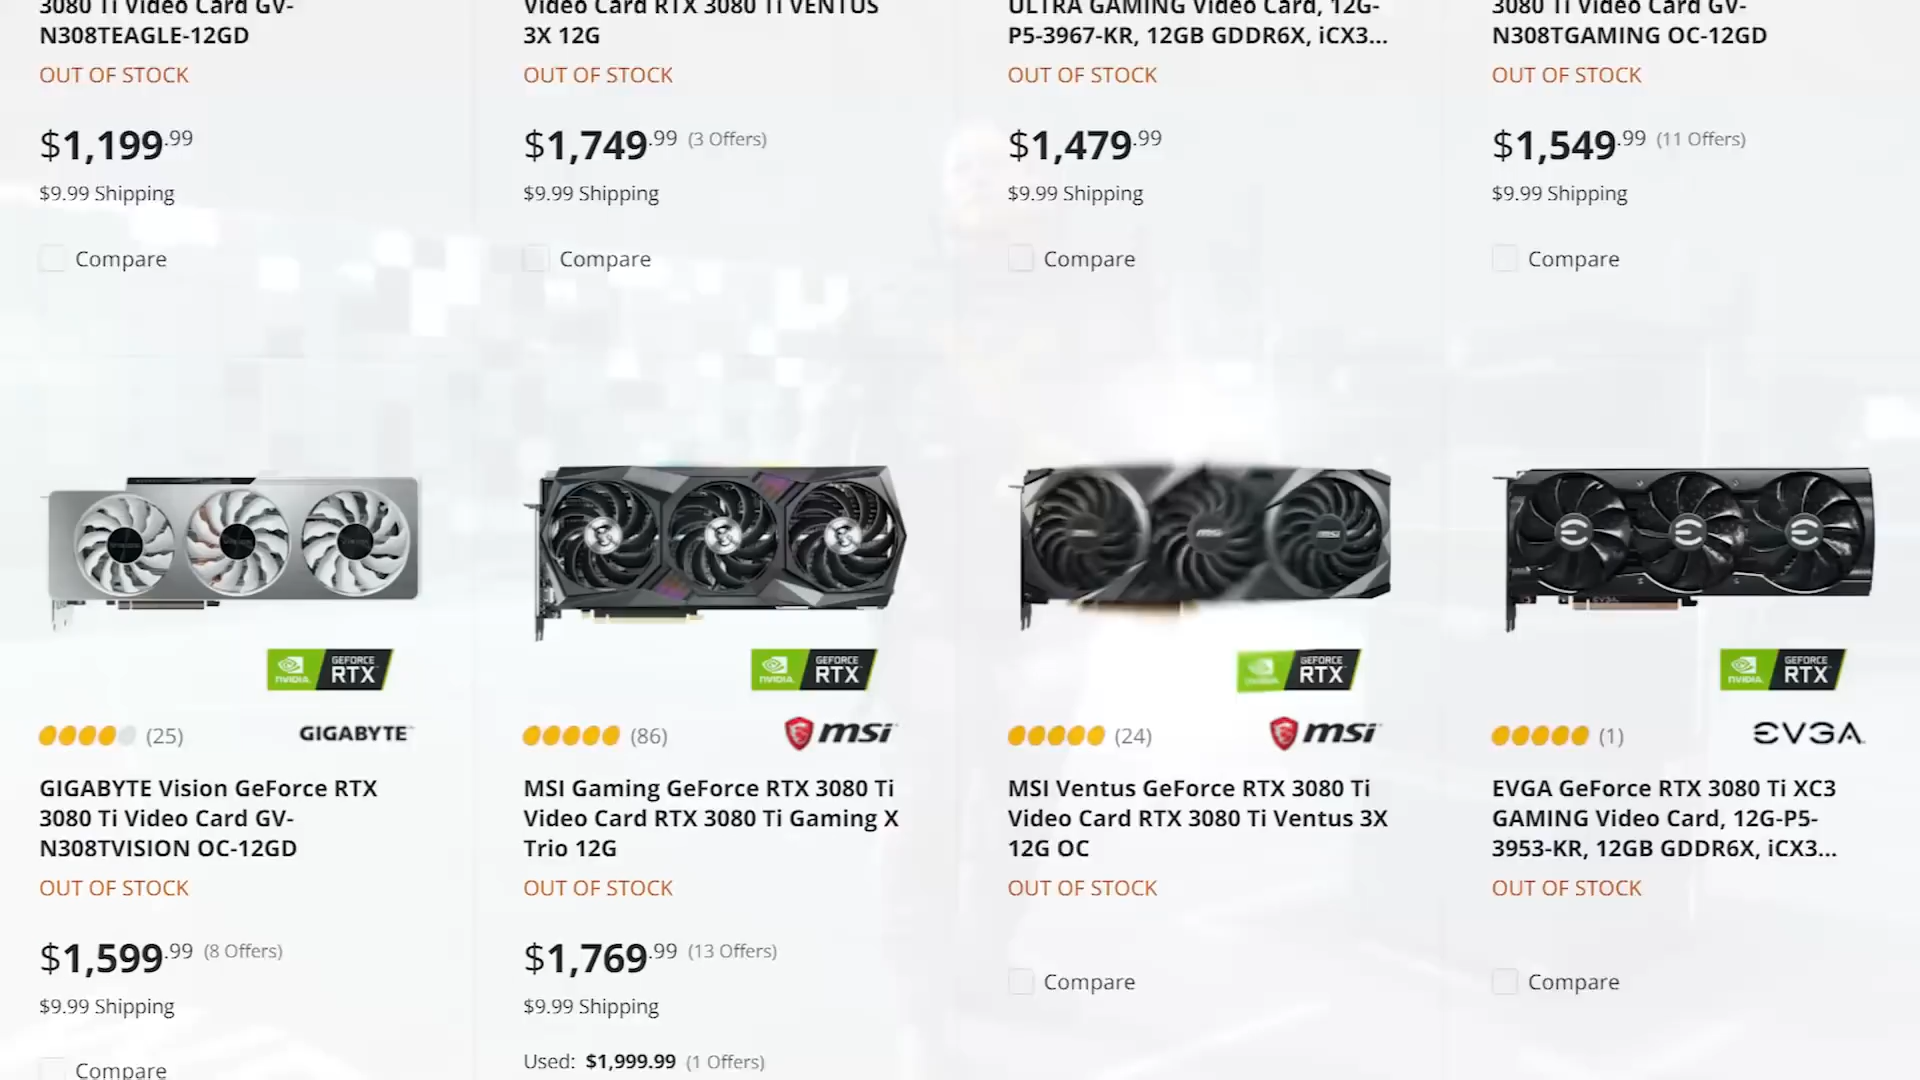 3080 Ti Video Card GV-
N308TEAGLE-12GD
OUT OF STOCK
$1,199.99
$9.99 Shipping
Compare
Video Card RTX 3080 Ti VENTUS
3X 12G
OUT OF STOCK
$1,749.99 (3 Offers)
$9.99 Shipping
Compare
ULTRA GAMING Video Card, 12G-
P5-3967-KR, 12GB GDDR6X, iCX3...
OUT OF STOCK
$1,479.99
$9.99 Shipping
Compare
3080 Ti Video Card GV-
N308TGAMING OC-12GD
OUT OF STOCK
$1,549.99 (11 Offers)
$9.99 Shipping
Compare
NVIDIA GEFORCE RTX
(25) GIGABYTE
GIGABYTE Vision GeForce RTX
3080 Ti Video Card GV-
N308TVISION OC-12GD
OUT OF STOCK
$1,599.99 (8 Offers)
$9.99 Shipping
Compare
NVIDIA GEFORCE RTX
(86) msi
MSI Gaming GeForce RTX 3080 Ti
Video Card RTX 3080 Ti Gaming X
Trio 12G
OUT OF STOCK
$1,769.99 (13 Offers)
$9.99 Shipping
Used: $1,999.99 (1 Offers)
msi
NVIDIA GEFORCE RTX
(24) msi
MSI Ventus GeForce RTX 3080 Ti
Video Card RTX 3080 Ti Ventus 3X
12G OC
OUT OF STOCK
Compare
NVIDIA GEFORCE RTX
(1) EVGA
EVGA GeForce RTX 3080 Ti XC3
GAMING Video Card, 12G-P5-
3953-KR, 12GB GDDR6X, iCX3...
OUT OF STOCK
Compare